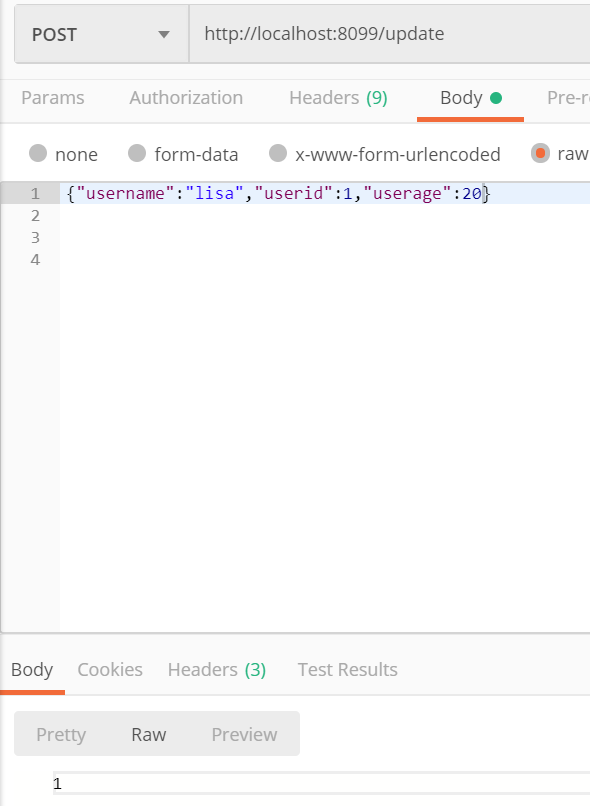 POST http://localhost:8099/update
Params Authorization Headers (9) Body Pre-r
none form-data x-www-form-urlencoded raw
1 {"username":"lisa","userid":1,"userage":20}
2
3
4
Body Cookies Headers (3) Test Results
Pretty Raw Preview
1